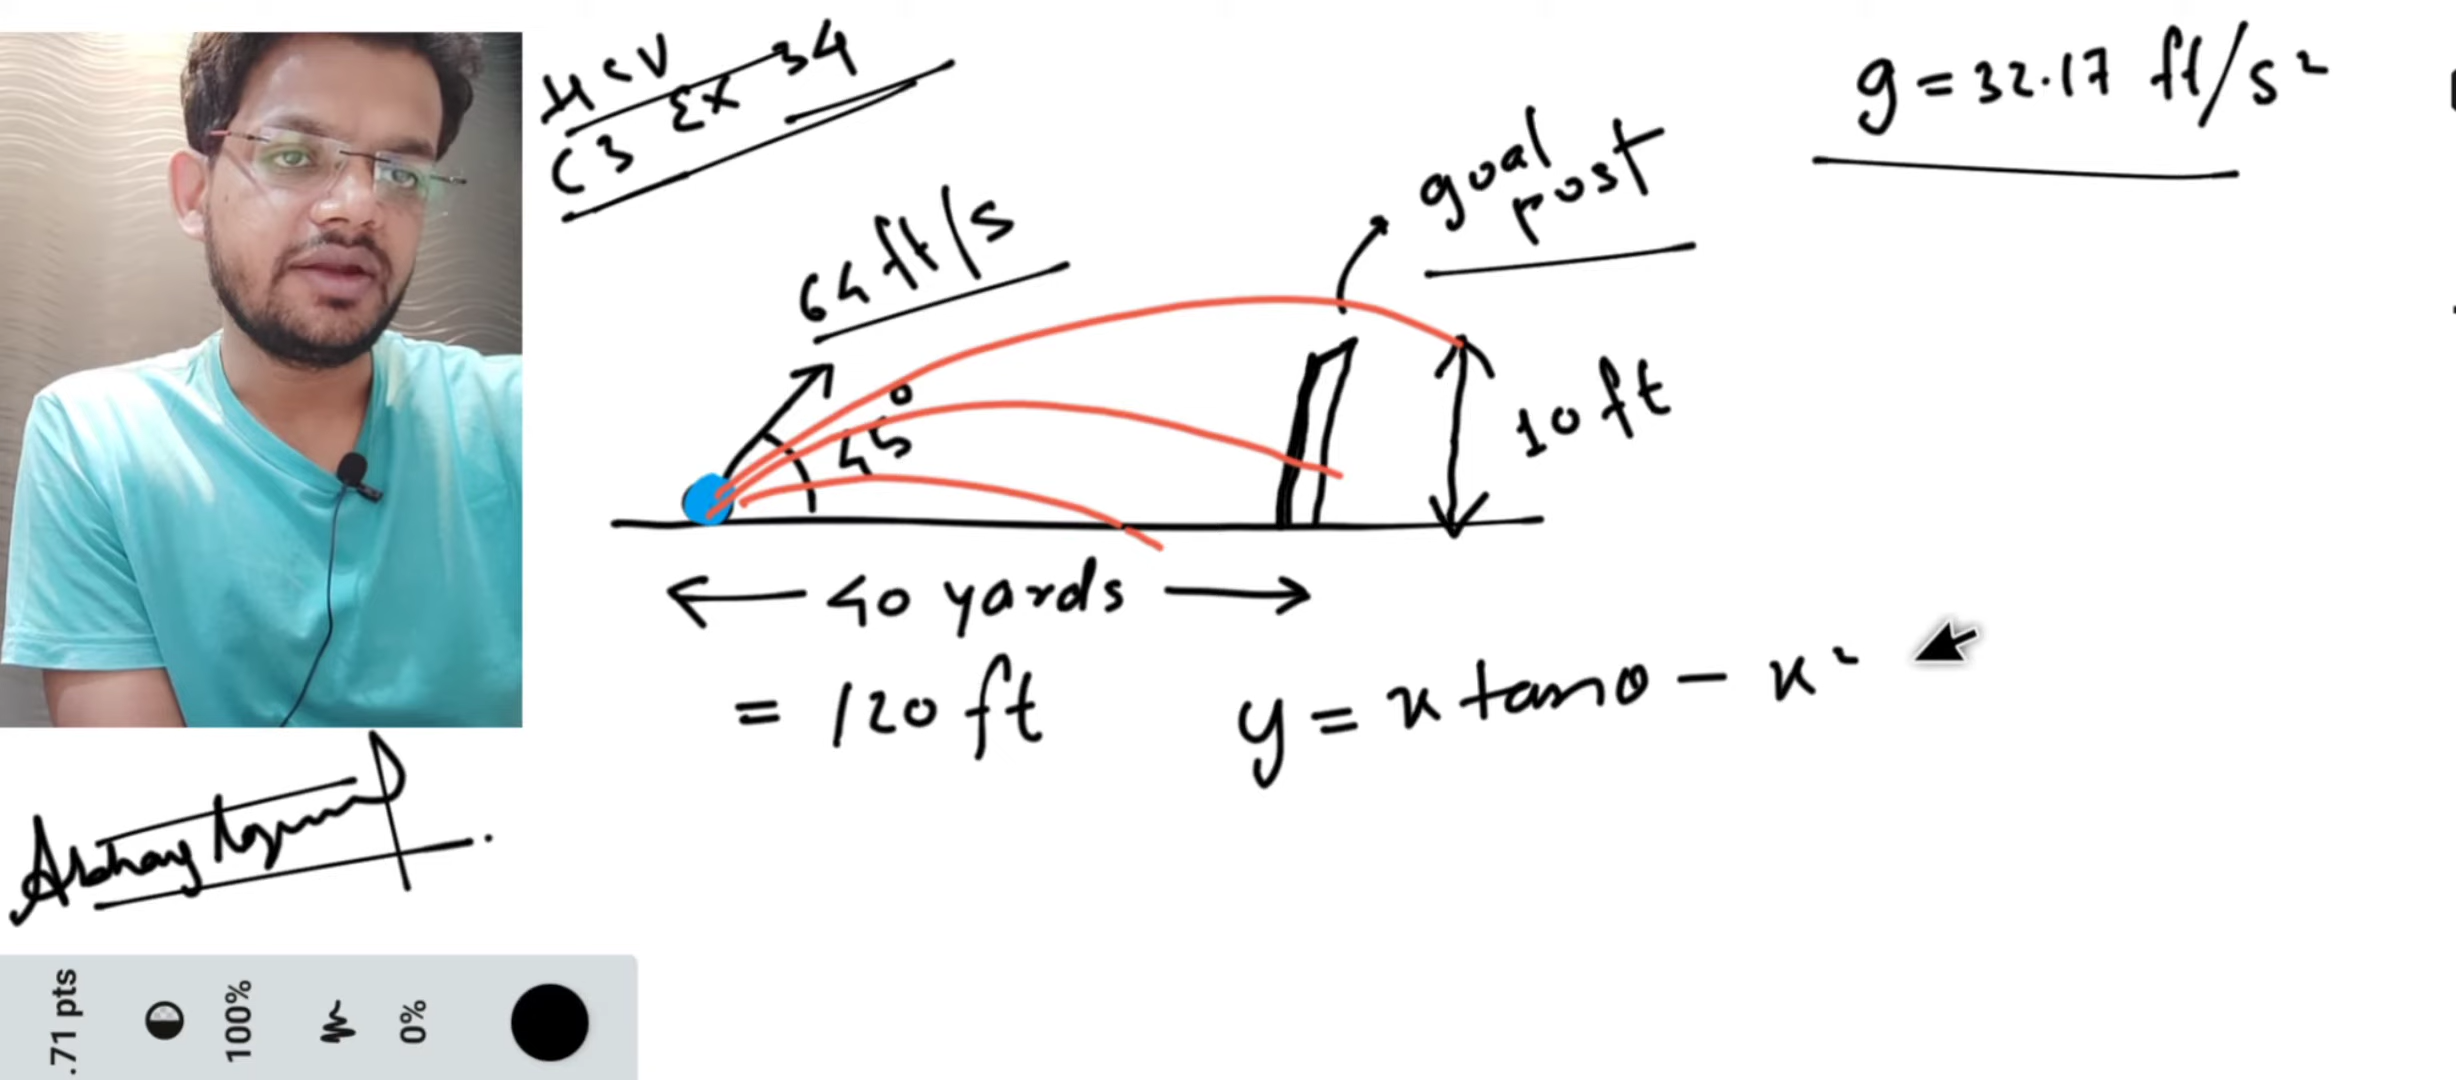 HCV
C3 Ex 34
g = 32.17 ft/s²
64 ft/s
goal
post
45°
10 ft
40 yards
= 120 ft
y = x tanθ - x²
.71 pts
100%
0%